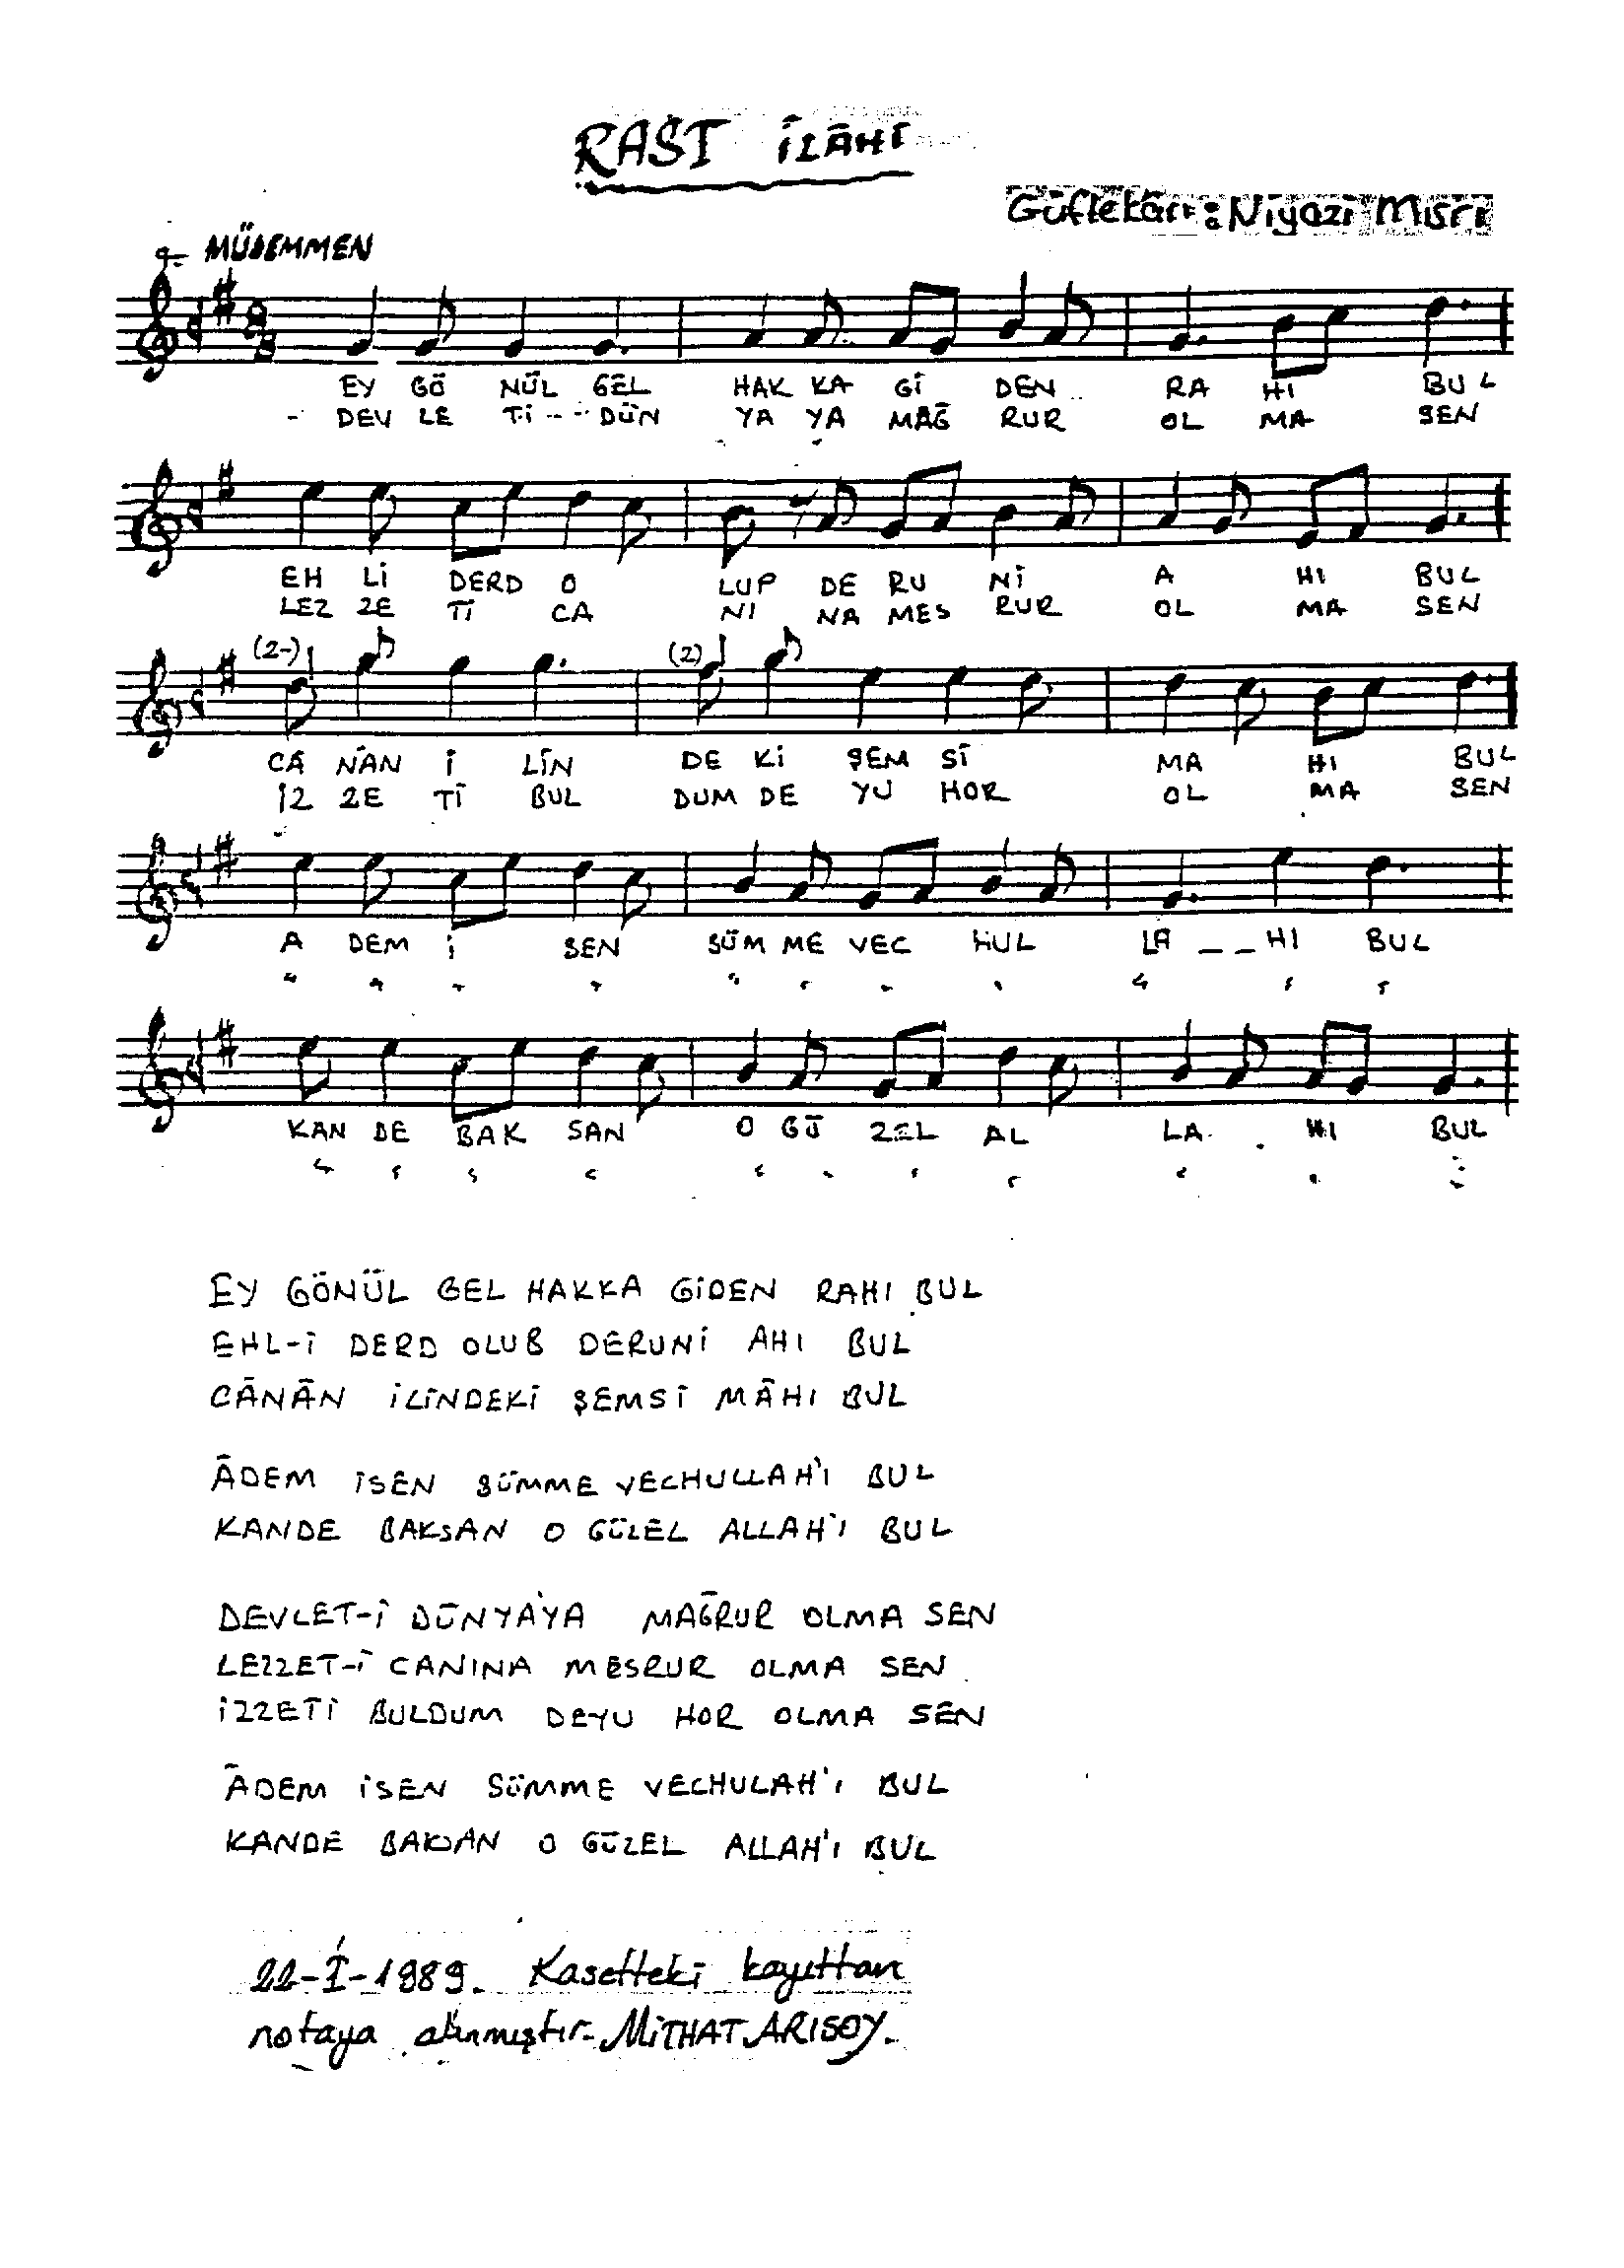 RAST İLÂHİ
Güftekârı : Niyazi Mısri
MÜSEMMEN
EY GÖ NÜL GEL HAK KA Gİ DEN RA HI BUL
DEV LE Tİ DÜN YA YA MAĞ RUR OL MA SEN
EH Lİ DERD O LUP DE RU Nİ A HI BUL
LEZ ZE Tİ CA NI NA MES RUR OL MA SEN
(2-) (2)
CA NAN İ LİN DE Kİ ŞEM Sİ MA HI BUL
İZ ZE Tİ BUL DUM DE YU HOR OL MA SEN
A DEM İ SEN SÜM ME VEC HUL LA _ _ HI BUL
KAN DE BAK SAN O GÜ ZEL AL LA HI BUL
EY GÖNÜL GEL HAKKA GİDEN RAHI BUL
EHL-İ DERD OLUB DERUNİ AHI BUL
CÂNÂN İLİNDEKİ ŞEMSİ MÂHI BUL
ÂDEM İSEN SÜMME VECHULLAH'I BUL
KANDE BAKSAN O GÜZEL ALLAH'I BUL
DEVLET-İ DÜNYA'YA MAĞRUR OLMA SEN
LEZZET-İ CANINA MESRUR OLMA SEN
İZZETİ BULDUM DEYU HOR OLMA SEN
ÂDEM İSEN SÜMME VECHULAH'I BUL
KANDE BAKSAN O GÜZEL ALLAH'I BUL
22-I-1989. Kasetteki kayıttan
notaya alınmıştır- MİTHAT ARISOY.